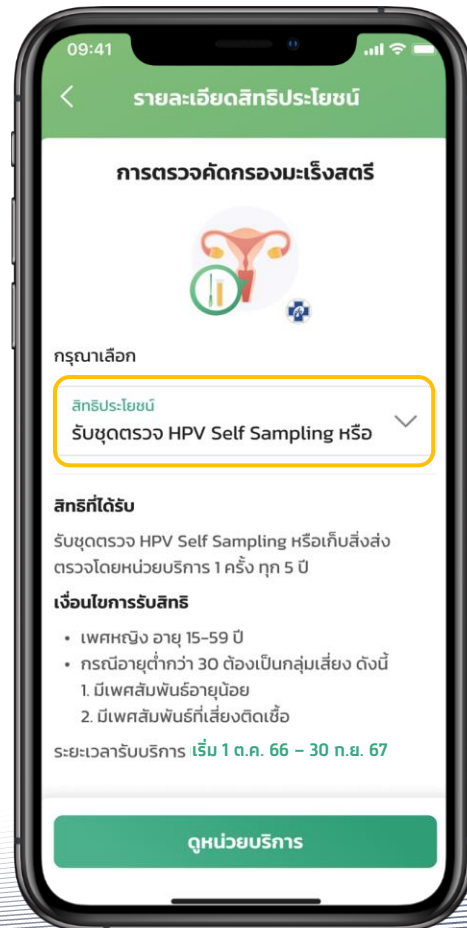 09:41
รายละเอียดสิทธิประโยชน์
การตรวจคัดกรองมะเร็งสตรี
กรุณาเลือก
สิทธิประโยชน์
รับชุดตรวจ HPV Self Sampling หรือ
สิทธิที่ได้รับ
รับชุดตรวจ HPV Self Sampling หรือเก็บสิ่งส่ง
ตรวจโดยหน่วยบริการ 1 ครั้ง ทุก 5 ปี
เงื่อนไขการรับสิทธิ
• เพศหญิง อายุ 15-59 ปี
• กรณีอายุต่ำกว่า 30 ต้องเป็นกลุ่มเสี่ยง ดังนี้
1. มีเพศสัมพันธ์อายุน้อย
2. มีเพศสัมพันธ์ที่เสี่ยงติดเชื้อ
ระยะเวลารับบริการ เริ่ม 1 ต.ค. 66 – 30 ก.ย. 67
ดูหน่วยบริการ